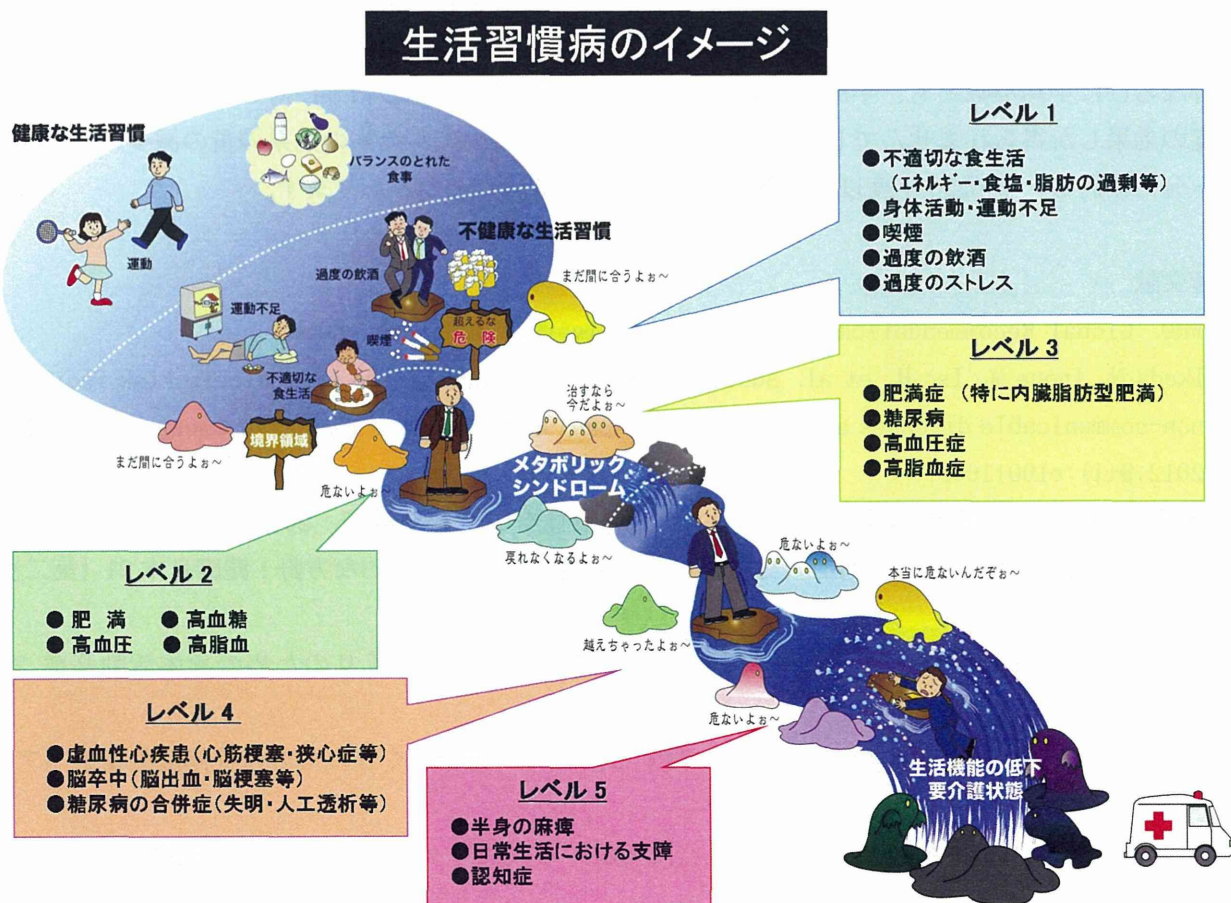 生活習慣病のイメージ
健康な生活習慣
バランスのとれた
食事
運動
不健康な生活習慣
過度の飲酒
運動不足
喫煙
不適切な
食生活
超えるな
危険
まだ間に合うよぉ～
境界領域
まだ間に合うよぉ～
危ないよぉ～
治すなら
今だよぉ～
メタボリック
シンドローム
戻れなくなるよぉ～
危ないよぉ～
越えちゃったよぉ～
本当に危ないんだぞぉ～
危ないよぉ～
生活機能の低下
要介護状態
レベル 1
●不適切な食生活
（エネルギー・食塩・脂肪の過剰等）
●身体活動・運動不足
●喫煙
●過度の飲酒
●過度のストレス
レベル 3
●肥満症 （特に内臓脂肪型肥満）
●糖尿病
●高血圧症
●高脂血症
レベル 2
●肥 満 ●高血糖
●高血圧 ●高脂血
レベル 4
●虚血性心疾患（心筋梗塞・狭心症等）
●脳卒中（脳出血・脳梗塞等）
●糖尿病の合併症（失明・人工透析等）
レベル 5
●半身の麻痺
●日常生活における支障
●認知症